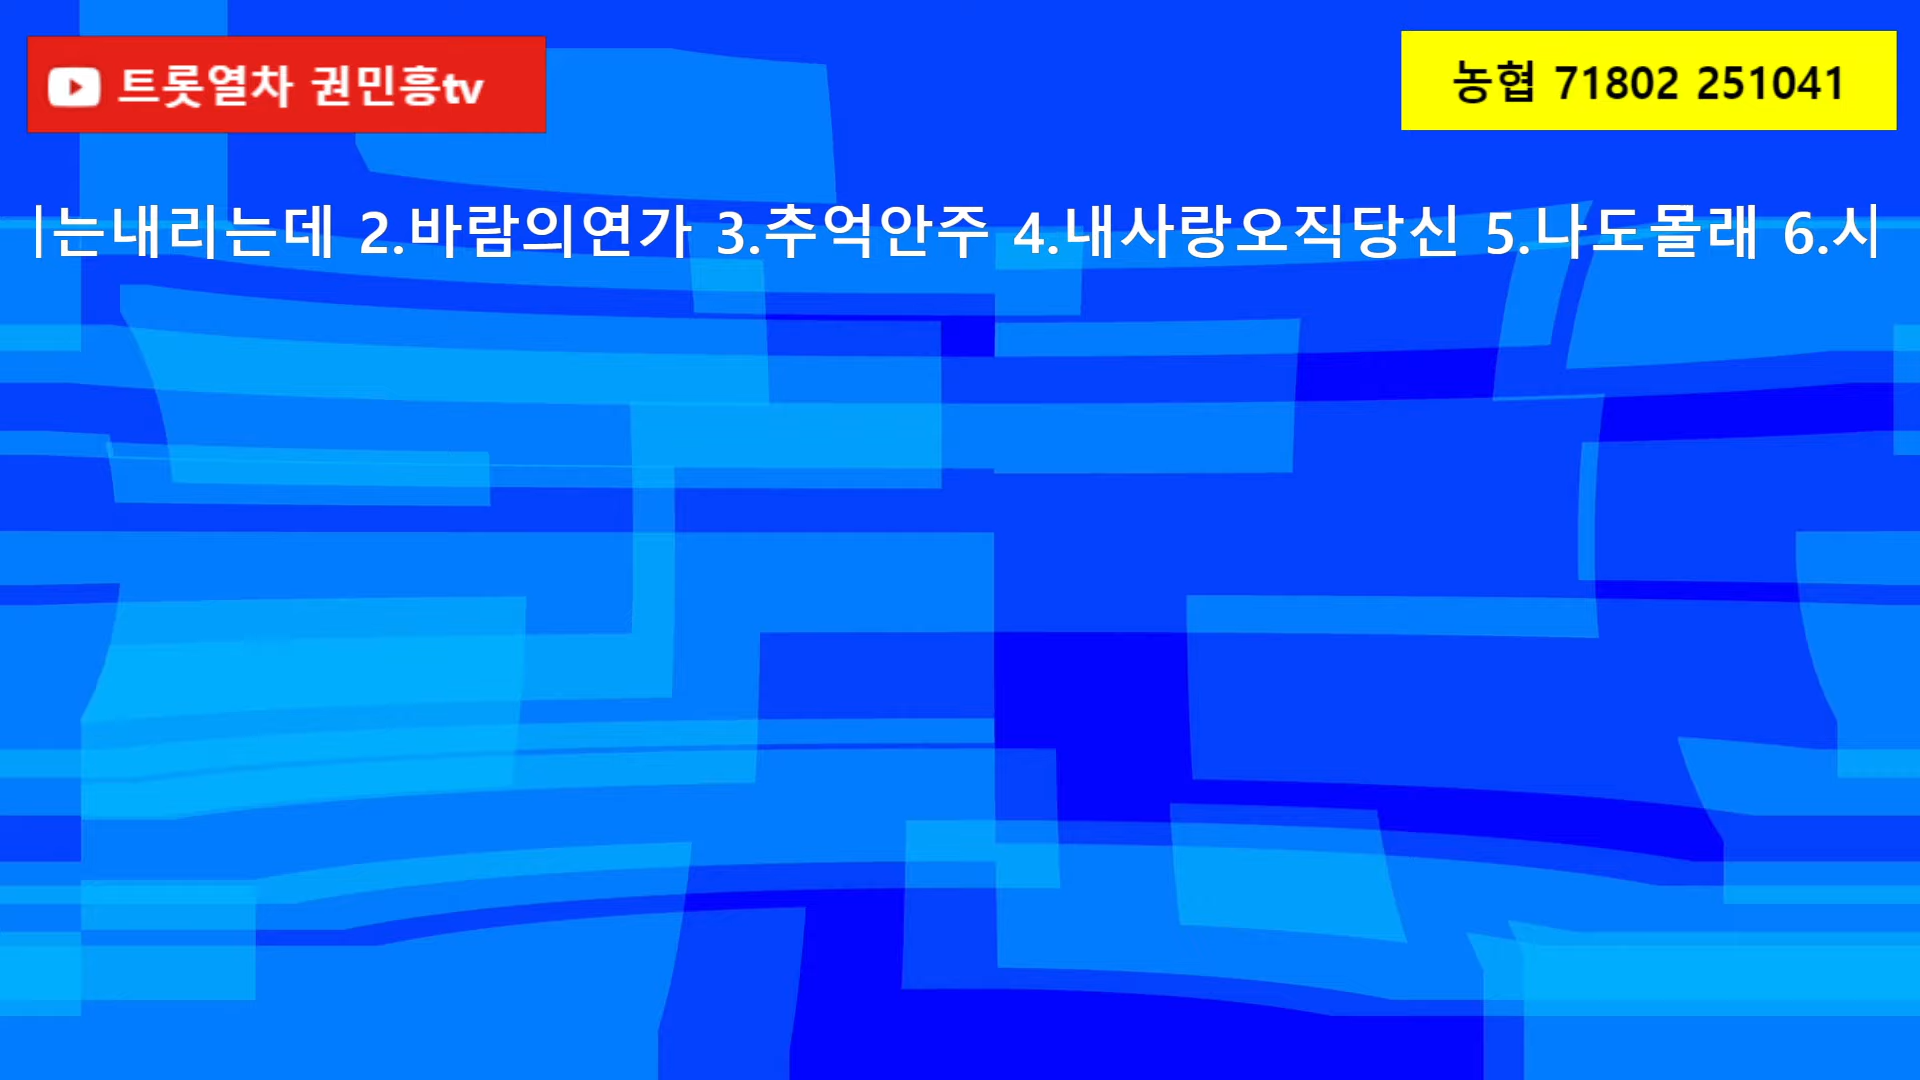 트롯열차 권민흥tv
농협 71802 251041
는내리는데 2.바람의연가 3.추억안주 4.내사랑오직당신 5.나도몰래 6.시